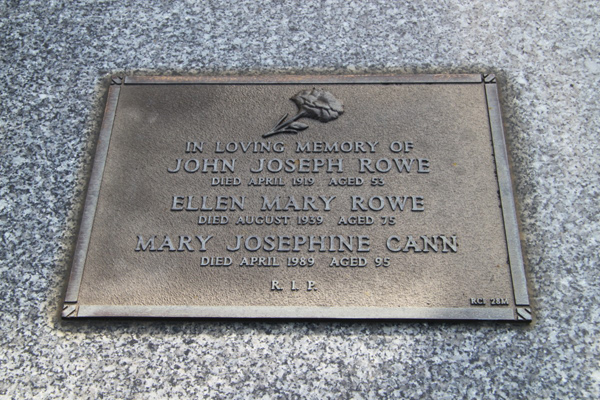 IN LOVING MEMORY OF
JOHN JOSEPH ROWE
DIED APRIL 1919 AGED 53
ELLEN MARY ROWE
DIED AUGUST 1939 AGED 75
MARY JOSEPHINE CANN
DIED APRIL 1989 AGED 95
R. I. P.